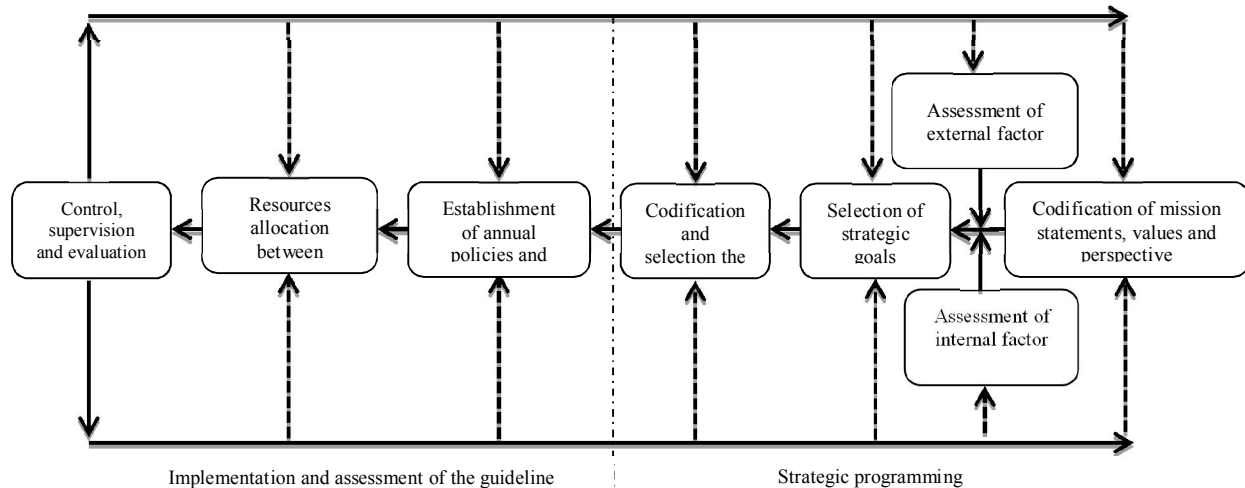 Assessment of
external factor
Control,
supervision
and evaluation
Resources
allocation
between
Establishment
of annual
policies and
Codification
and
selection the
Selection of
strategic
goals
Codification of mission
statements, values and
perspective
Assessment of
internal factor
Implementation and assessment of the guideline
Strategic programming